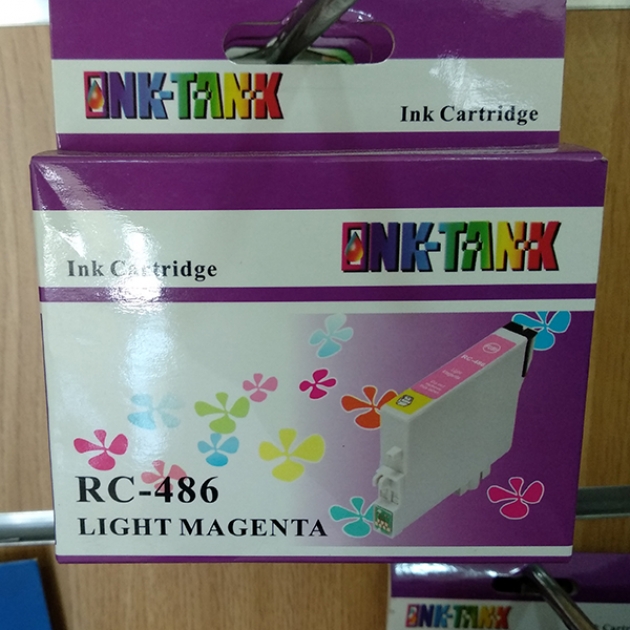 INK-TANK
Ink Cartridge
Ink Cartridge
INK-TANK
RC-486
LIGHT MAGENTA
INK-TANK